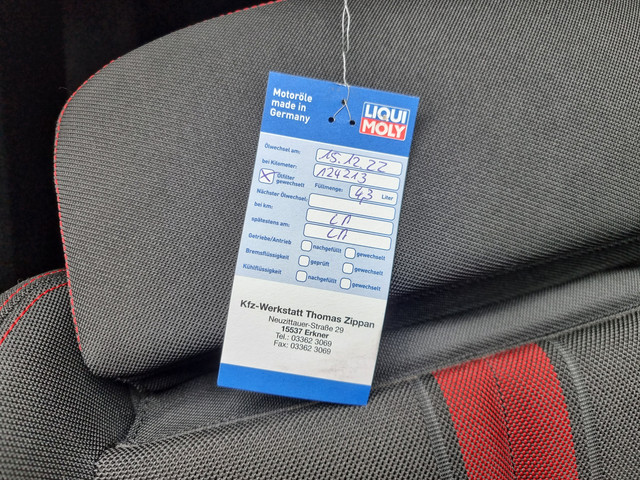 Motoröle
made in
Germany
LIQUI
MOLY
Ölwechsel am: 15.12.22
bei Kilometer: 124213
Ölfilter gewechselt Füllmenge: 4,3 Liter
Nächster Ölwechsel,
bei km: LA
spätestens am: LA
Getriebe/Antrieb nachgefüllt gewechselt
Bremsflüssigkeit geprüft gewechselt
Kühlflüssigkeit nachgefüllt gewechselt
Kfz-Werkstatt Thomas Zippan
Neuzittauer-Straße 29
15537 Erkner
Tel.: 03362 3069
Fax: 03362 3069